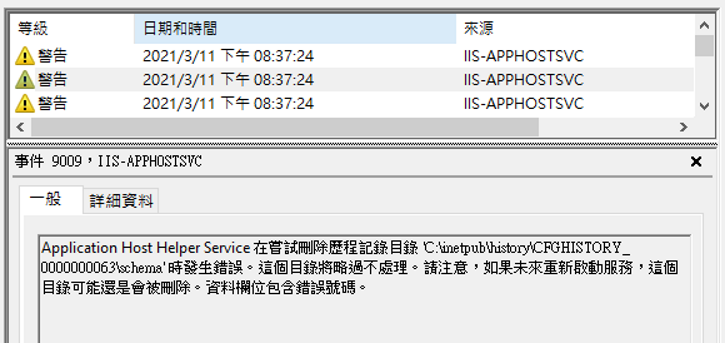 等級 日期和時間 來源
警告 2021/3/11 下午 08:37:24 IIS-APPHOSTSVC
警告 2021/3/11 下午 08:37:24 IIS-APPHOSTSVC
警告 2021/3/11 下午 08:37:24 IIS-APPHOSTSVC
事件 9009，IIS-APPHOSTSVC
一般 詳細資料
Application Host Helper Service 在嘗試刪除歷程記錄目錄 'C:\inetpub\history\CFGHISTORY_
0000000063\schema' 時發生錯誤。這個目錄將略過不處理。請注意，如果未來重新啟動服務，這個
目錄可能還是會被刪除。資料欄位包含錯誤號碼。